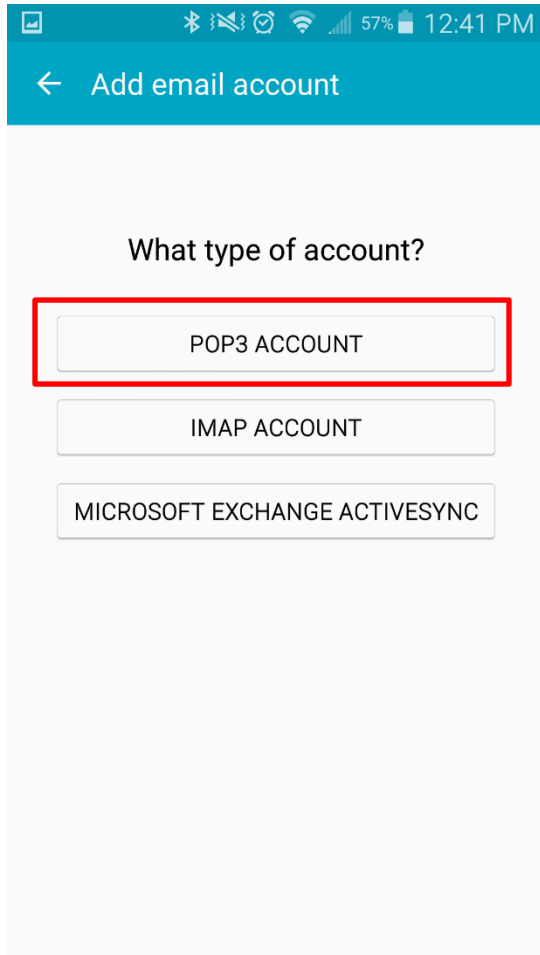 57% 12:41 PM
Add email account
What type of account?
POP3 ACCOUNT
IMAP ACCOUNT
MICROSOFT EXCHANGE ACTIVESYNC